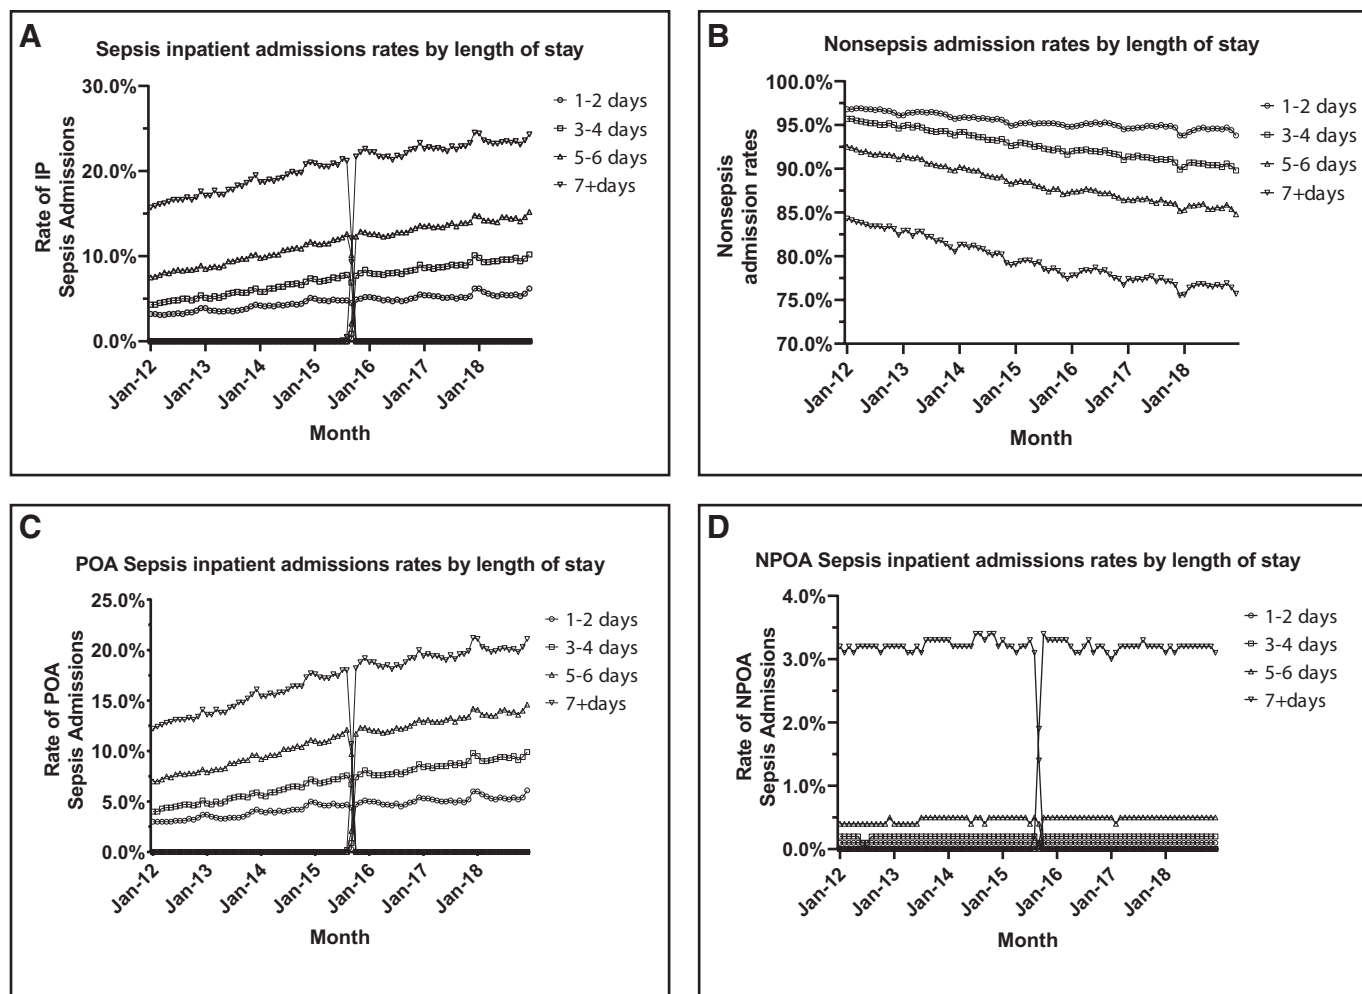 A
Sepsis inpatient admissions rates by length of stay
30.0%
20.0%
10.0%
0.0%
Rate of IP
Sepsis Admissions
1-2 days
3-4 days
5-6 days
7+days
Jan-12
Jan-13
Jan-14
Jan-15
Jan-16
Jan-17
Jan-18
Month
B
Nonsepsis admission rates by length of stay
100.0%
95.0%
90.0%
85.0%
80.0%
75.0%
70.0%
Nonsepsis
admission rates
1-2 days
3-4 days
5-6 days
7+days
Jan-12
Jan-13
Jan-14
Jan-15
Jan-16
Jan-17
Jan-18
Month
C
POA Sepsis inpatient admissions rates by length of stay
25.0%
20.0%
15.0%
10.0%
5.0%
0.0%
Rate of POA
Sepsis Admissions
1-2 days
3-4 days
5-6 days
7+days
Jan-12
Jan-13
Jan-14
Jan-15
Jan-16
Jan-17
Jan-18
Month
D
NPOA Sepsis inpatient admissions rates by length of stay
4.0%
3.0%
2.0%
1.0%
0.0%
Rate of NPOA
Sepsis Admissions
1-2 days
3-4 days
5-6 days
7+days
Jan-12
Jan-13
Jan-14
Jan-15
Jan-16
Jan-17
Jan-18
Month